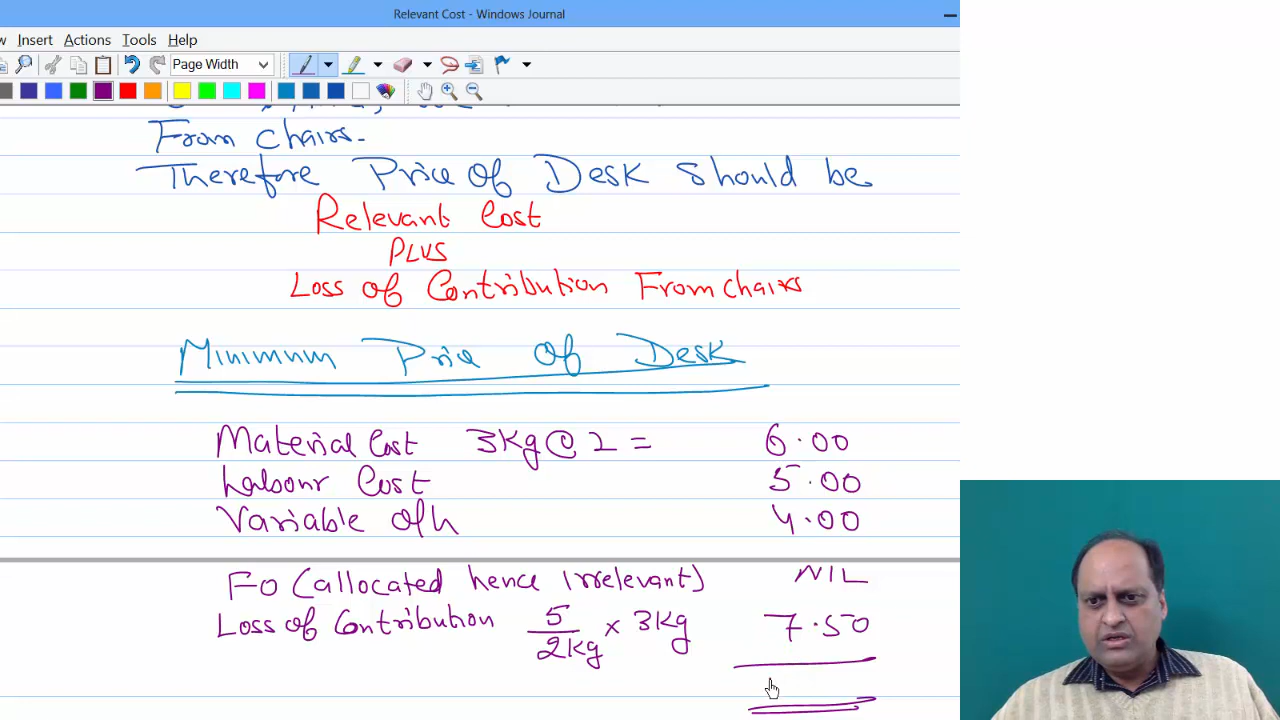 Relevant Cost - Windows Journal
Insert Actions Tools Help
Page Width
From chairs.
Therefore Price Of Desk Should be
Relevant Cost
PLUS
Loss of Contribution From chairs
Minimum Price Of Desk
Material Cost 3Kg @ 2 = 6.00
Labour Cost 5.00
Variable O/h 4.00
FO (allocated hence irrelevant) NIL
Loss of Contribution 5/2kg x 3kg 7.50